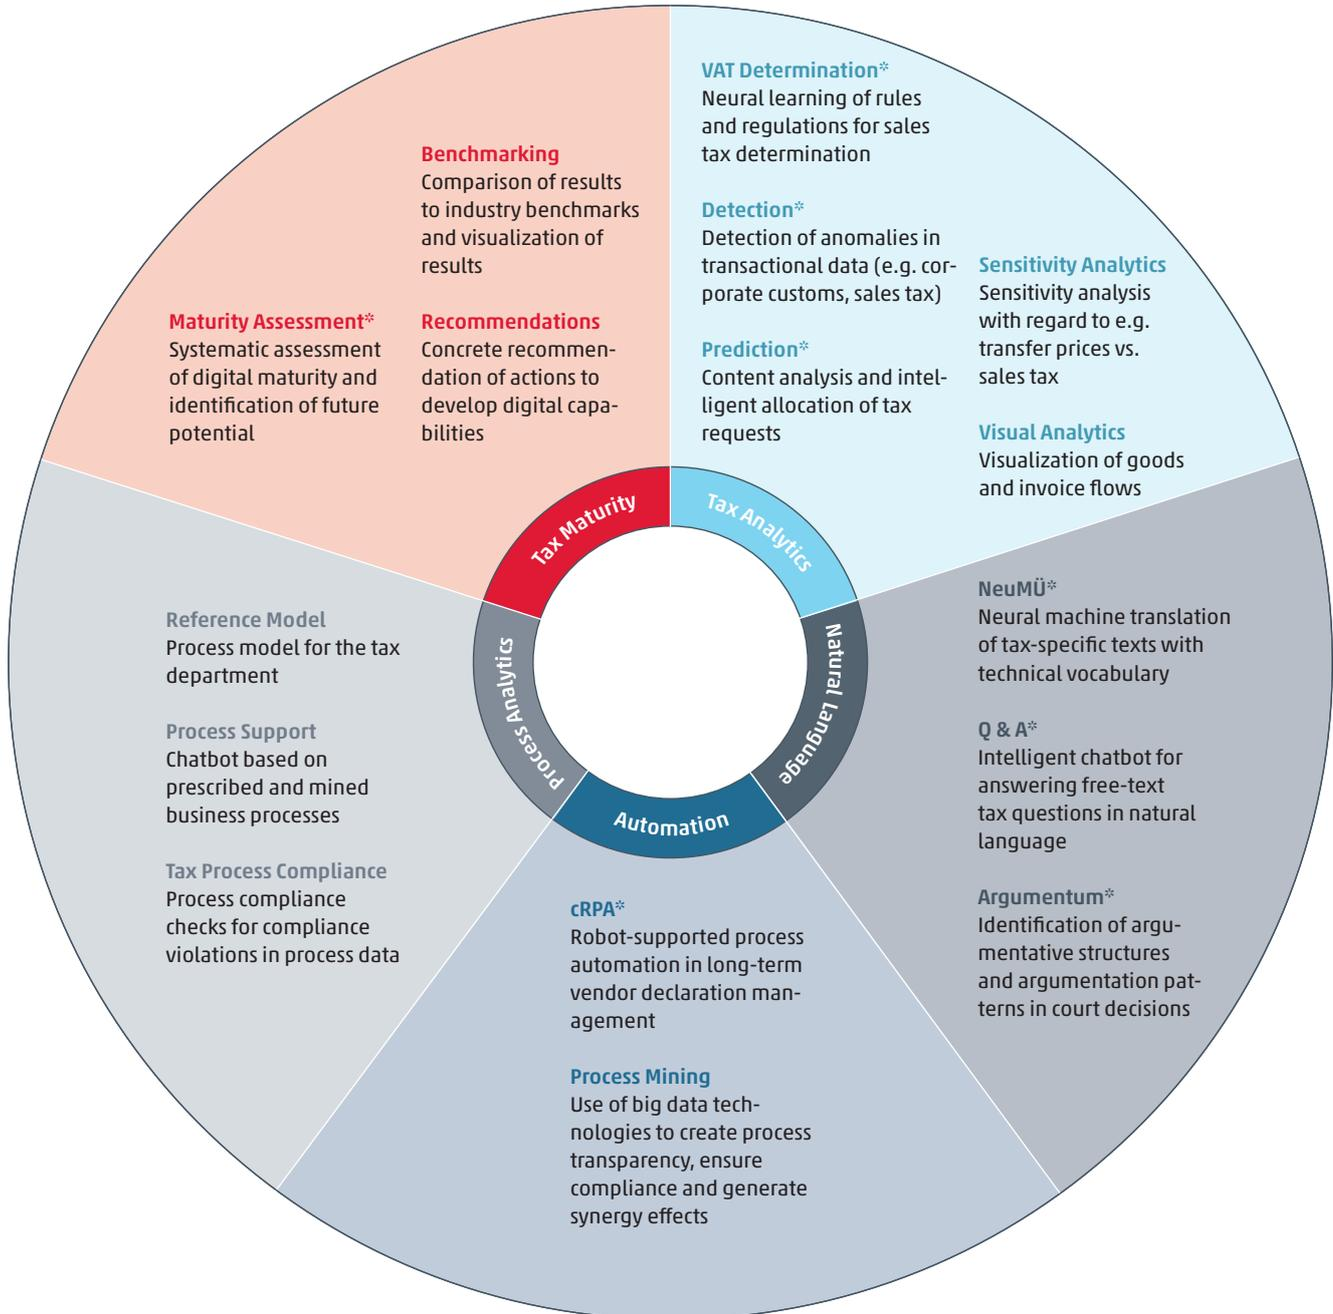 Benchmarking
Comparison of results
to industry benchmarks
and visualization of
results
Maturity Assessment*
Systematic assessment
of digital maturity and
identification of future
potential
Recommendations
Concrete recommen-
dation of actions to
develop digital capa-
bilities
VAT Determination*
Neural learning of rules
and regulations for sales
tax determination
Detection*
Detection of anomalies in
transactional data (e.g. cor-
porate customs, sales tax)
Prediction*
Content analysis and intel-
ligent allocation of tax
requests
Sensitivity Analytics
Sensitivity analysis
with regard to e.g.
transfer prices vs.
sales tax
Visual Analytics
Visualization of goods
and invoice flows
Tax Maturity
Tax Analytics
Natural Language
Automation
Process Analytics
Reference Model
Process model for the tax
department
Process Support
Chatbot based on
prescribed and mined
business processes
Tax Process Compliance
Process compliance
checks for compliance
violations in process data
NeuMÜ*
Neural machine translation
of tax-specific texts with
technical vocabulary
Q & A*
Intelligent chatbot for
answering free-text
tax questions in natural
language
Argumentum*
Identification of argu-
mentative structures
and argumentation pat-
terns in court decisions
cRPA*
Robot-supported process
automation in long-term
vendor declaration man-
agement
Process Mining
Use of big data tech-
nologies to create process
transparency, ensure
compliance and generate
synergy effects